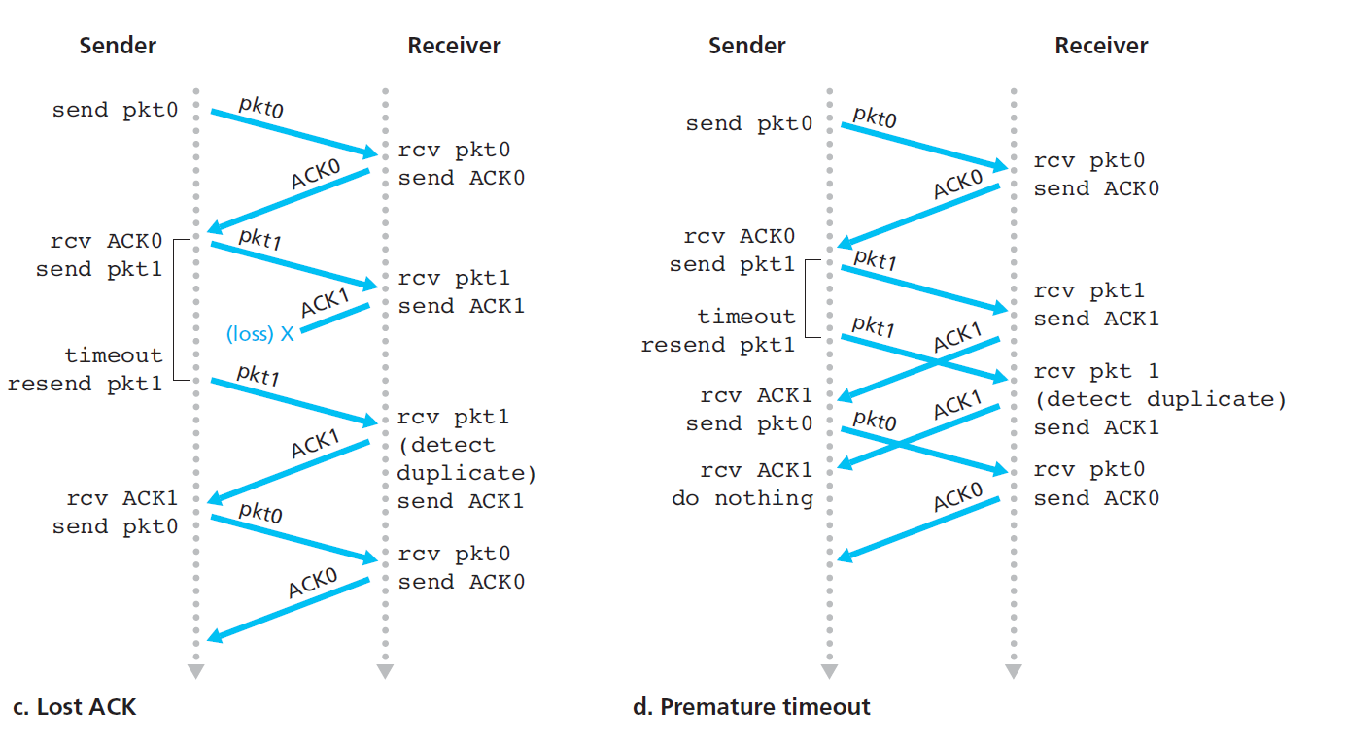 Sender
Receiver
send pkt0
pkt0
rcv pkt0
send ACK0
ACK0
rcv ACK0
send pkt1
pkt1
rcv pkt1
send ACK1
ACK1
(loss) X
timeout
resend pkt1
pkt1
rcv pkt1
(detect
duplicate)
send ACK1
ACK1
rcv ACK1
send pkt0
pkt0
rcv pkt0
send ACK0
ACK0
c. Lost ACK
Sender
Receiver
send pkt0
pkt0
rcv pkt0
send ACK0
ACK0
rcv ACK0
send pkt1
pkt1
rcv pkt1
send ACK1
timeout
resend pkt1
pkt1
ACK1
rcv pkt 1
(detect duplicate)
send ACK1
rcv ACK1
send pkt0
pkt0
ACK1
rcv pkt0
send ACK0
rcv ACK1
do nothing
ACK0
d. Premature timeout